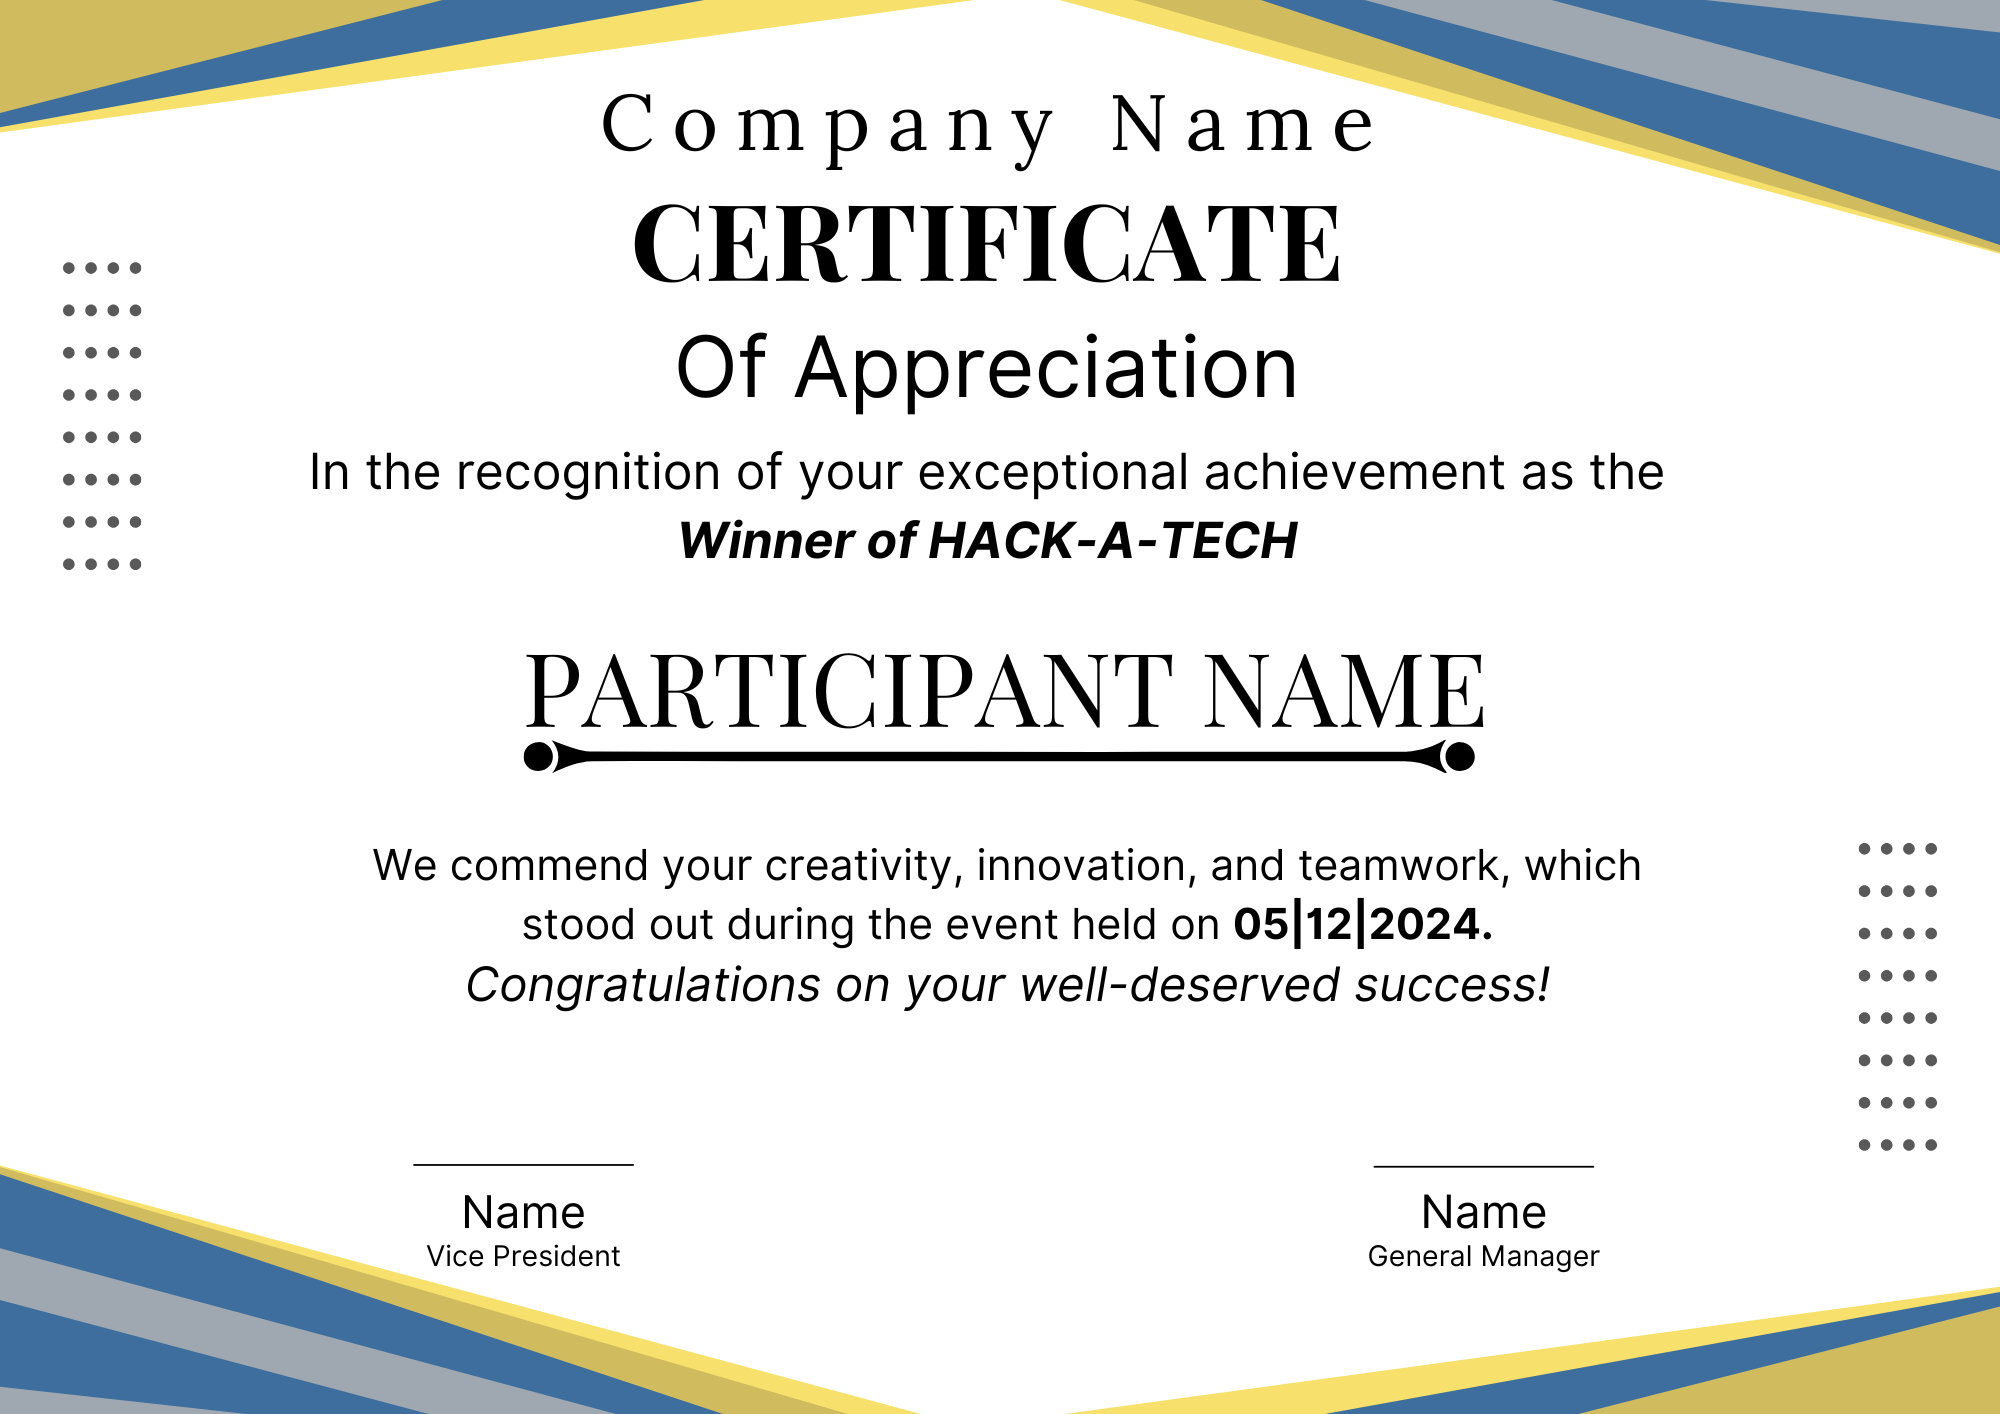 Company Name
CERTIFICATE
Of Appreciation
In the recognition of your exceptional achievement as the
Winner of HACK-A-TECH
PARTICIPANT NAME
We commend your creativity, innovation, and teamwork, which
stood out during the event held on 05|12|2024.
Congratulations on your well-deserved success!
Name
Vice President
Name
General Manager